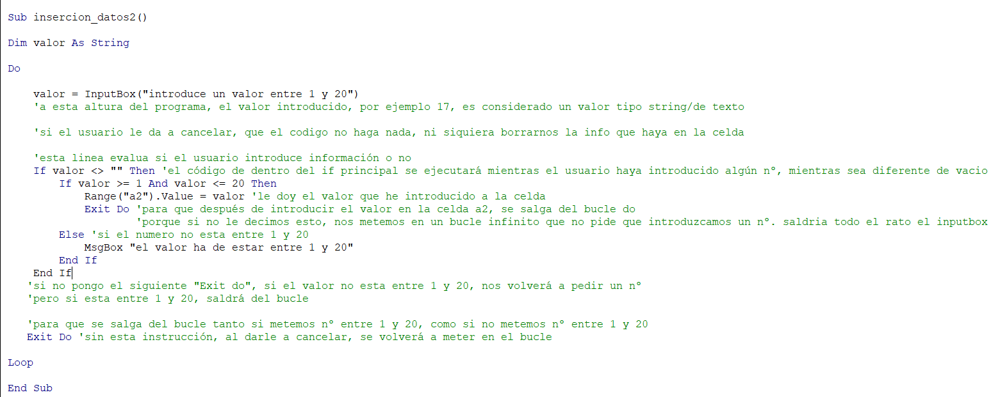 Sub insercion_datos2()
Dim valor As String
Do
valor = InputBox("introduce un valor entre 1 y 20")
'a esta altura del programa, el valor introducido, por ejemplo 17, es considerado un valor tipo string/de texto
'si el usuario le da a cancelar, que el codigo no haga nada, ni siquiera borrarnos la info que haya en la celda
'esta linea evalua si el usuario introduce información o no
If valor <> "" Then 'el código de dentro del if principal se ejecutará mientras el usuario haya introducido algún nº, mientras sea diferente de vacio
If valor >= 1 And valor <= 20 Then
Range("a2").Value = valor 'le doy el valor que he introducido a la celda
Exit Do 'para que después de introducir el valor en la celda a2, se salga del bucle do
'porque si no le decimos esto, nos metemos en un bucle infinito que no pide que introduzcamos un nº. saldria todo el rato el inputbox
Else 'si el numero no esta entre 1 y 20
MsgBox "el valor ha de estar entre 1 y 20"
End If
End If
'si no pongo el siguiente "Exit do", si el valor no esta entre 1 y 20, nos volverá a pedir un nº
'pero si esta entre 1 y 20, saldrá del bucle
'para que se salga del bucle tanto si metemos nº entre 1 y 20, como si no metemos nº entre 1 y 20
Exit Do 'sin esta instrucción, al darle a cancelar, se volverá a meter en el bucle
Loop
End Sub